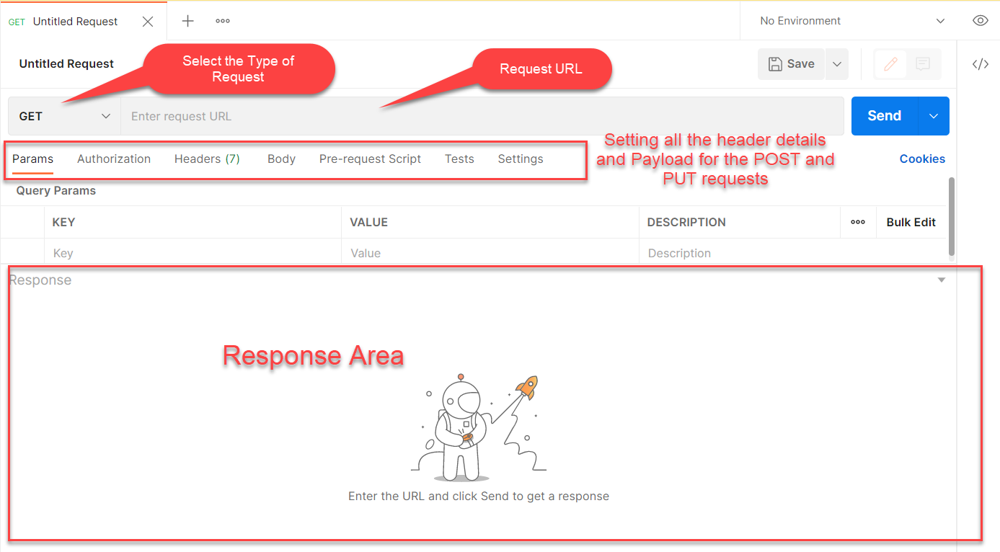 GET Untitled Request
No Environment
Untitled Request
Select the Type of
Request
Request URL
Save
GET
Enter request URL
Send
Setting all the header details
and Payload for the POST and
PUT requests
Params Authorization Headers (7) Body Pre-request Script Tests Settings
Cookies
Query Params
KEY VALUE DESCRIPTION Bulk Edit
Key Value Description
Response
Response Area
Enter the URL and click Send to get a response